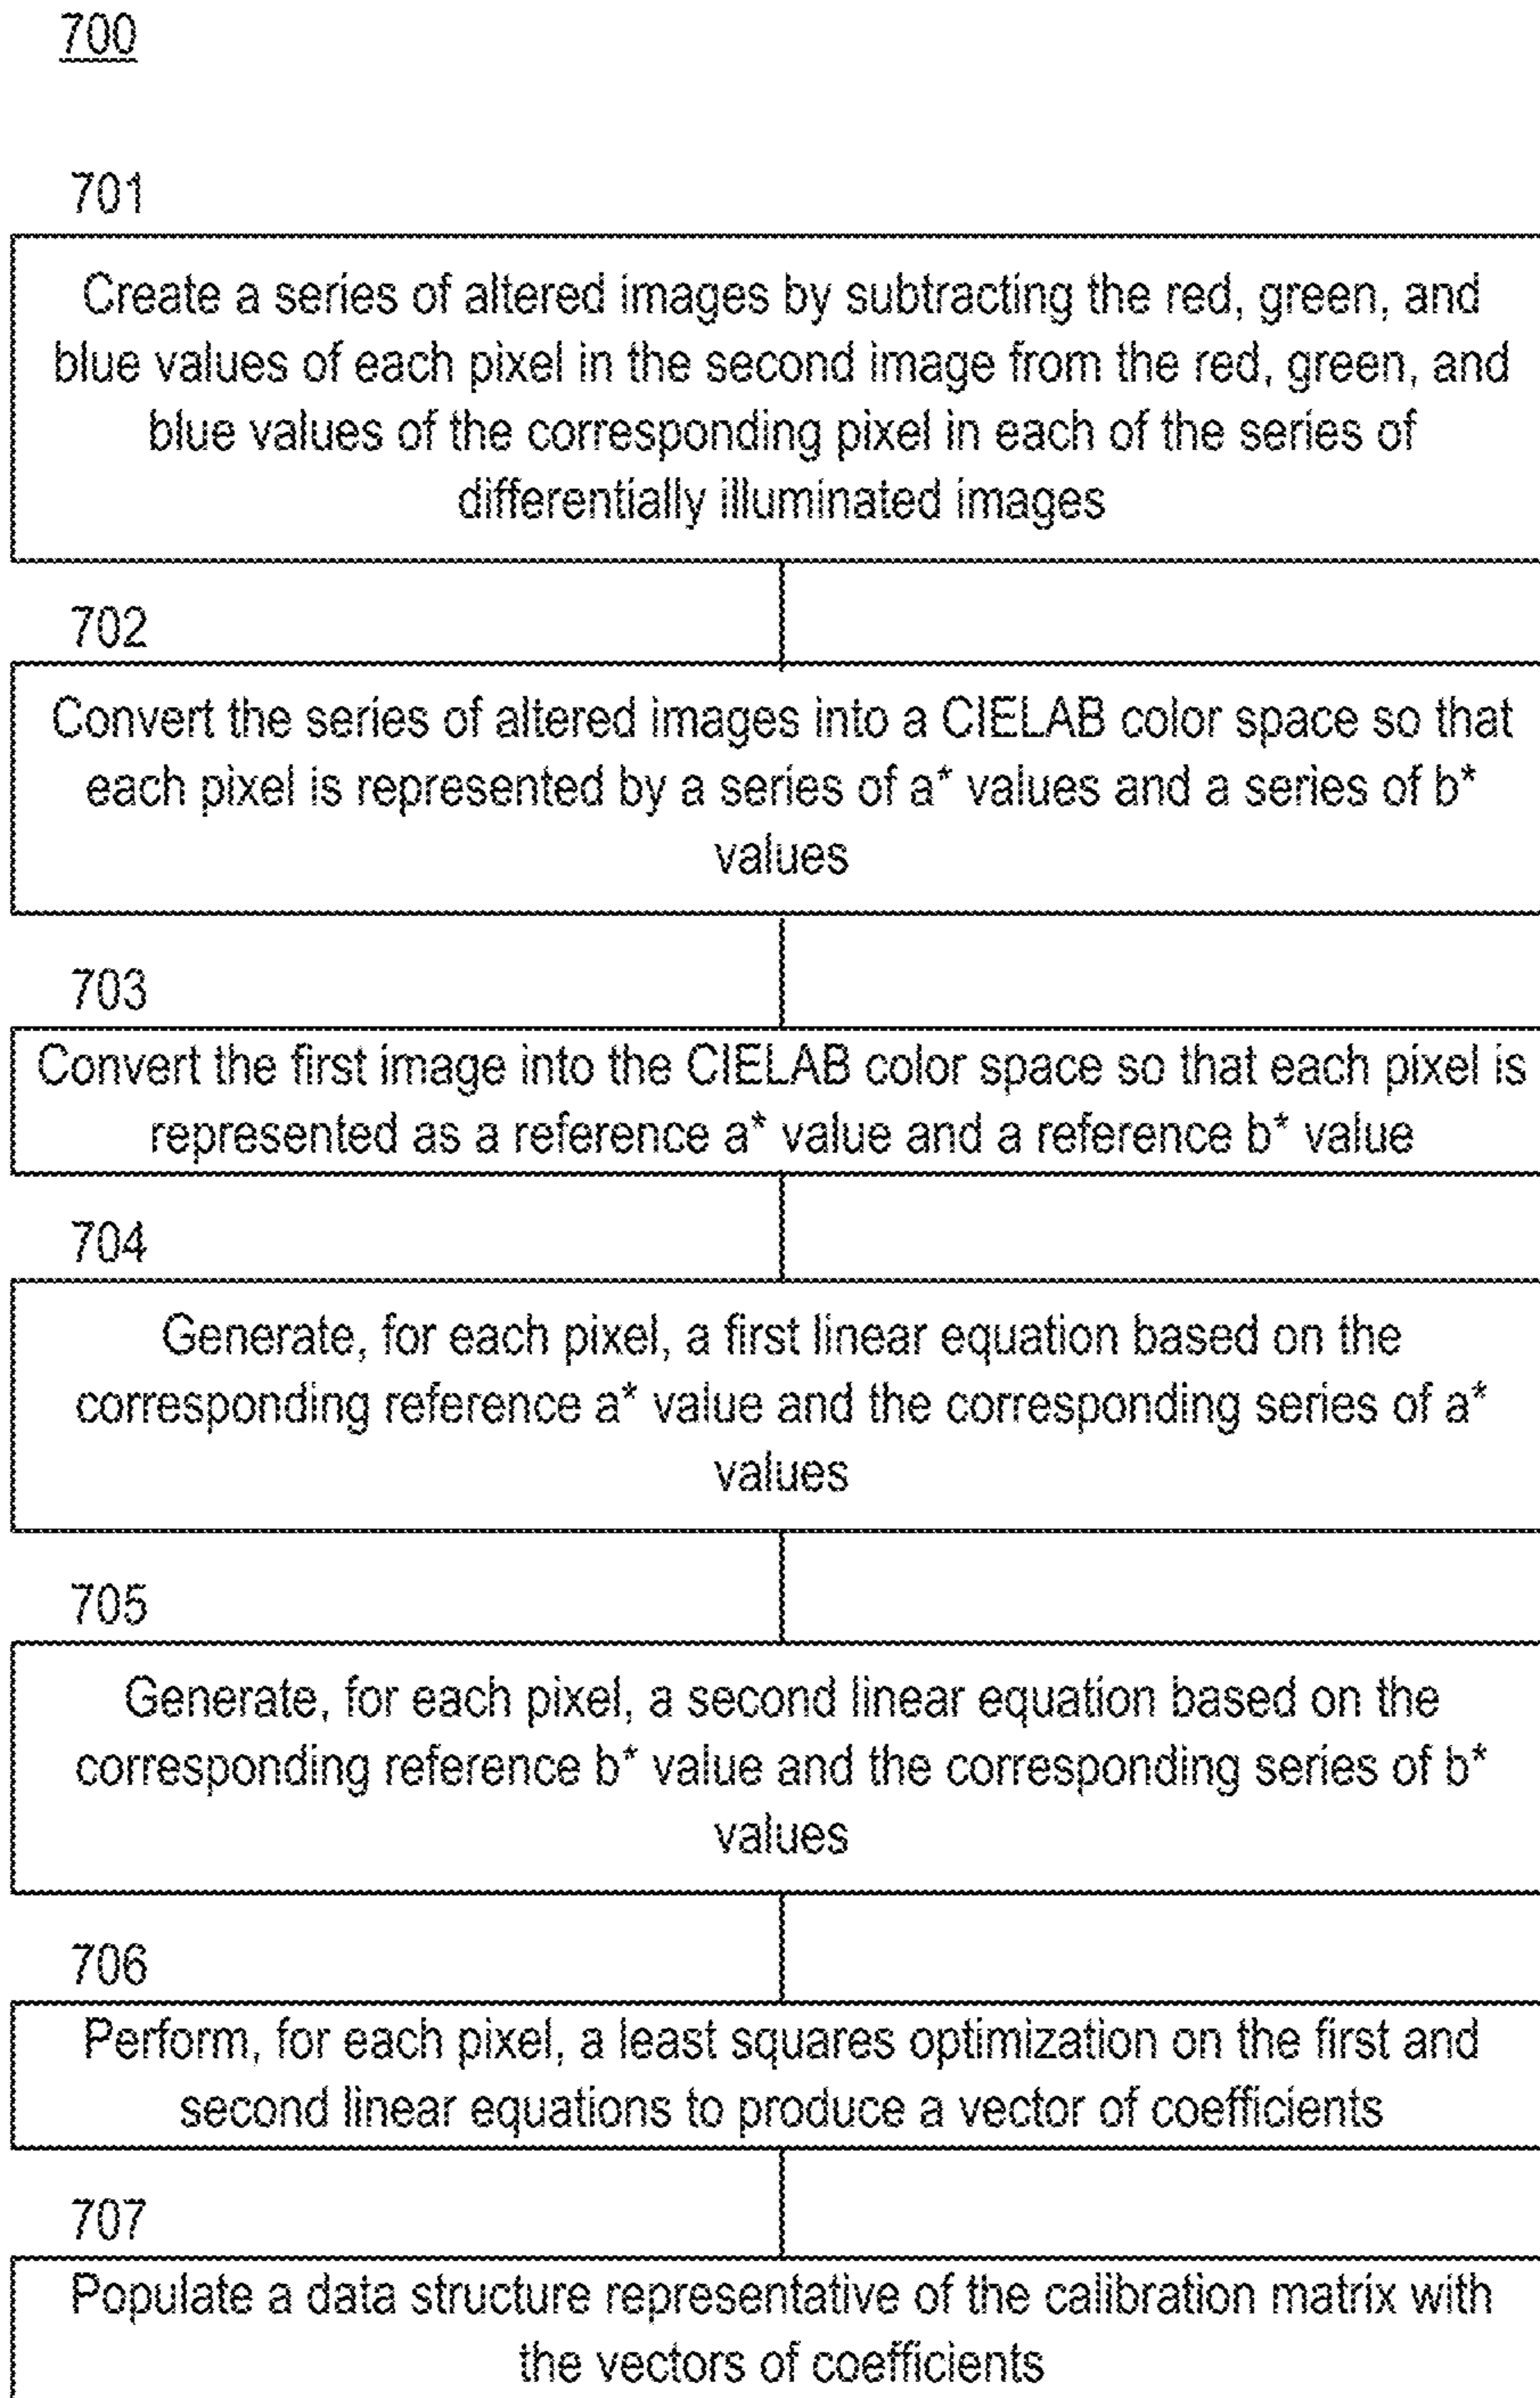 700
701
Create a series of altered images by subtracting the red, green, and
blue values of each pixel in the second image from the red, green, and
blue values of the corresponding pixel in each of the series of
differentially illuminated images
702
Convert the series of altered images into a CIELAB color space so that
each pixel is represented by a series of a* values and a series of b*
values
703
Convert the first image into the CIELAB color space so that each pixel is
represented as a reference a* value and a reference b* value
704
Generate, for each pixel, a first linear equation based on the
corresponding reference a* value and the corresponding series of a*
values
705
Generate, for each pixel, a second linear equation based on the
corresponding reference b* value and the corresponding series of b*
values
706
Perform, for each pixel, a least squares optimization on the first and
second linear equations to produce a vector of coefficients
707
Populate a data structure representative of the calibration matrix with
the vectors of coefficients